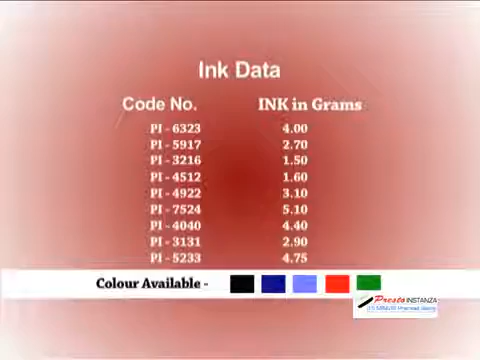 Ink Data
Code No. INK in Grams
PI - 6323 4.00
PI - 5917 2.70
PI - 3216 1.50
PI - 4512 1.60
PI - 4922 3.10
PI - 7524 5.10
PI - 4040 4.40
PI - 3131 2.90
PI - 5233 4.75
Colour Available -
Presto INSTANZA